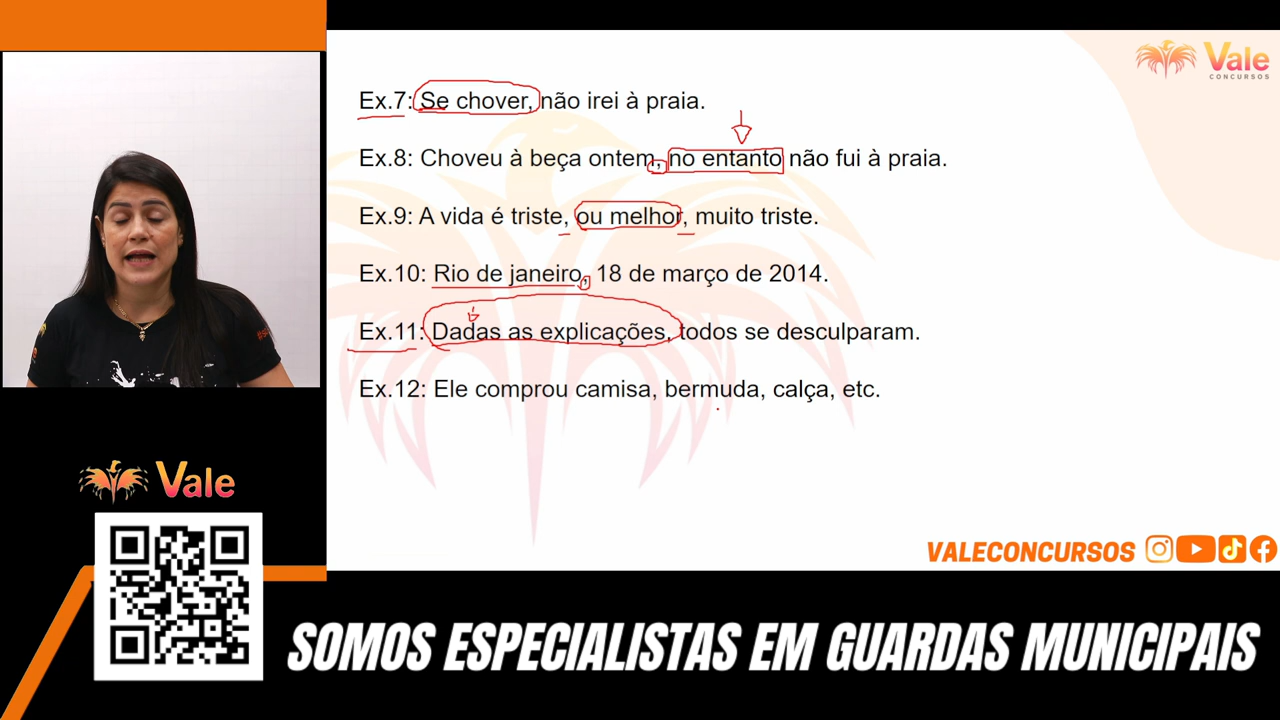 Vale
CONCURSOS
Ex.7: Se chover, não irei à praia.
Ex.8: Choveu à beça ontem, no entanto não fui à praia.
Ex.9: A vida é triste, ou melhor, muito triste.
Ex.10: Rio de janeiro, 18 de março de 2014.
Ex.11: Dadas as explicações, todos se desculparam.
Ex.12: Ele comprou camisa, bermuda, calça, etc.
Vale
VALECONCURSOS
SOMOS ESPECIALISTAS EM GUARDAS MUNICIPAIS